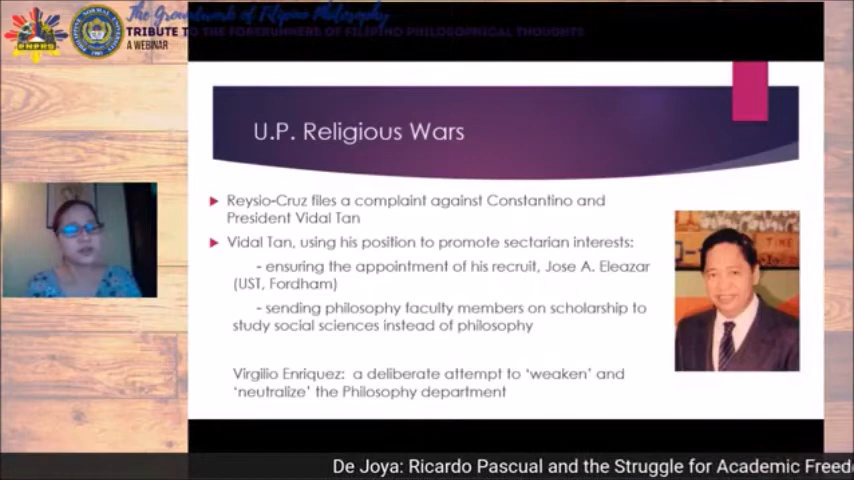 The Groundwork of Filipino Philosophy
TRIBUTE TO THE FORERUNNERS OF FILIPINO PHILOSOPHICAL THOUGHTS
A WEBINAR
U.P. Religious Wars
Reysio-Cruz files a complaint against Constantino and
President Vidal Tan
Vidal Tan, using his position to promote sectarian interests:
- ensuring the appointment of his recruit, Jose A. Eleazar
(UST, Fordham)
- sending philosophy faculty members on scholarship to
study social sciences instead of philosophy
TIME
Virgilio Enriquez: a deliberate attempt to 'weaken' and
'neutralize' the Philosophy department
De Joya: Ricardo Pascual and the Struggle for Academic Freed